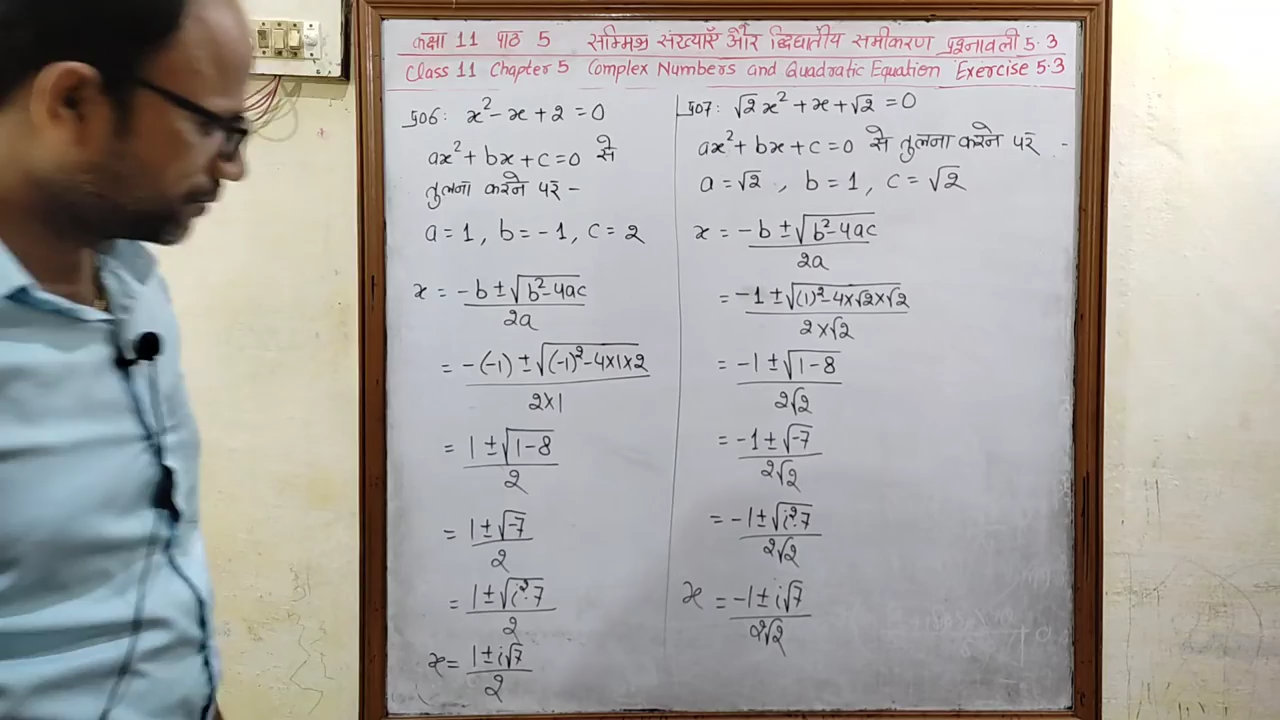 कक्षा 11 पाठ 5 सम्मिश्र संख्याएँ और द्विघातीय समीकरण प्रश्नावली 5.3
Class 11 Chapter 5 Complex Numbers and Quadratic Equation Exercise 5.3
प्र06: x² - x + 2 = 0
ax² + bx + c = 0 से
तुलना करने पर -
a = 1, b = -1, c = 2
x = (-b ± √(b² - 4ac)) / 2a
= (-(-1) ± √((-1)² - 4×1×2)) / 2×1
= (1 ± √(1-8)) / 2
= (1 ± √-7) / 2
= (1 ± √(i²·7)) / 2
x = (1 ± i√7) / 2
प्र07: √2x² + x + √2 = 0
ax² + bx + c = 0 से तुलना करने पर -
a = √2, b = 1, c = √2
x = (-b ± √(b² - 4ac)) / 2a
= (-1 ± √((1)² - 4×√2×√2)) / 2×√2
= (-1 ± √(1-8)) / 2√2
= (-1 ± √-7) / 2√2
= (-1 ± √(i²·7)) / 2√2
x = (-1 ± i√7) / 2√2